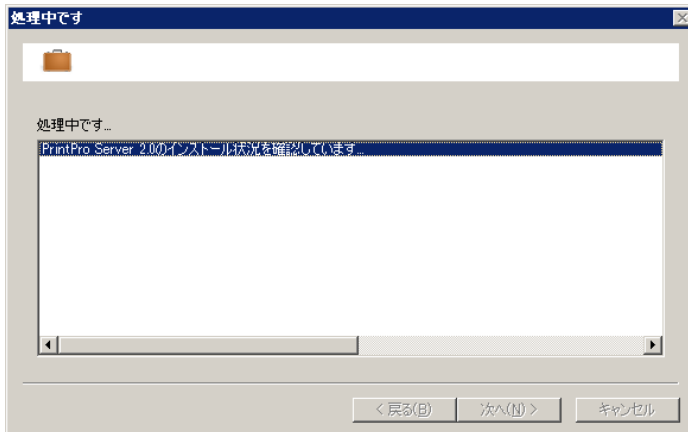 処理中です
処理中です...
PrintPro Server 2.0のインストール状況を確認しています...
< 戻る(B)
次へ(N) >
キャンセル